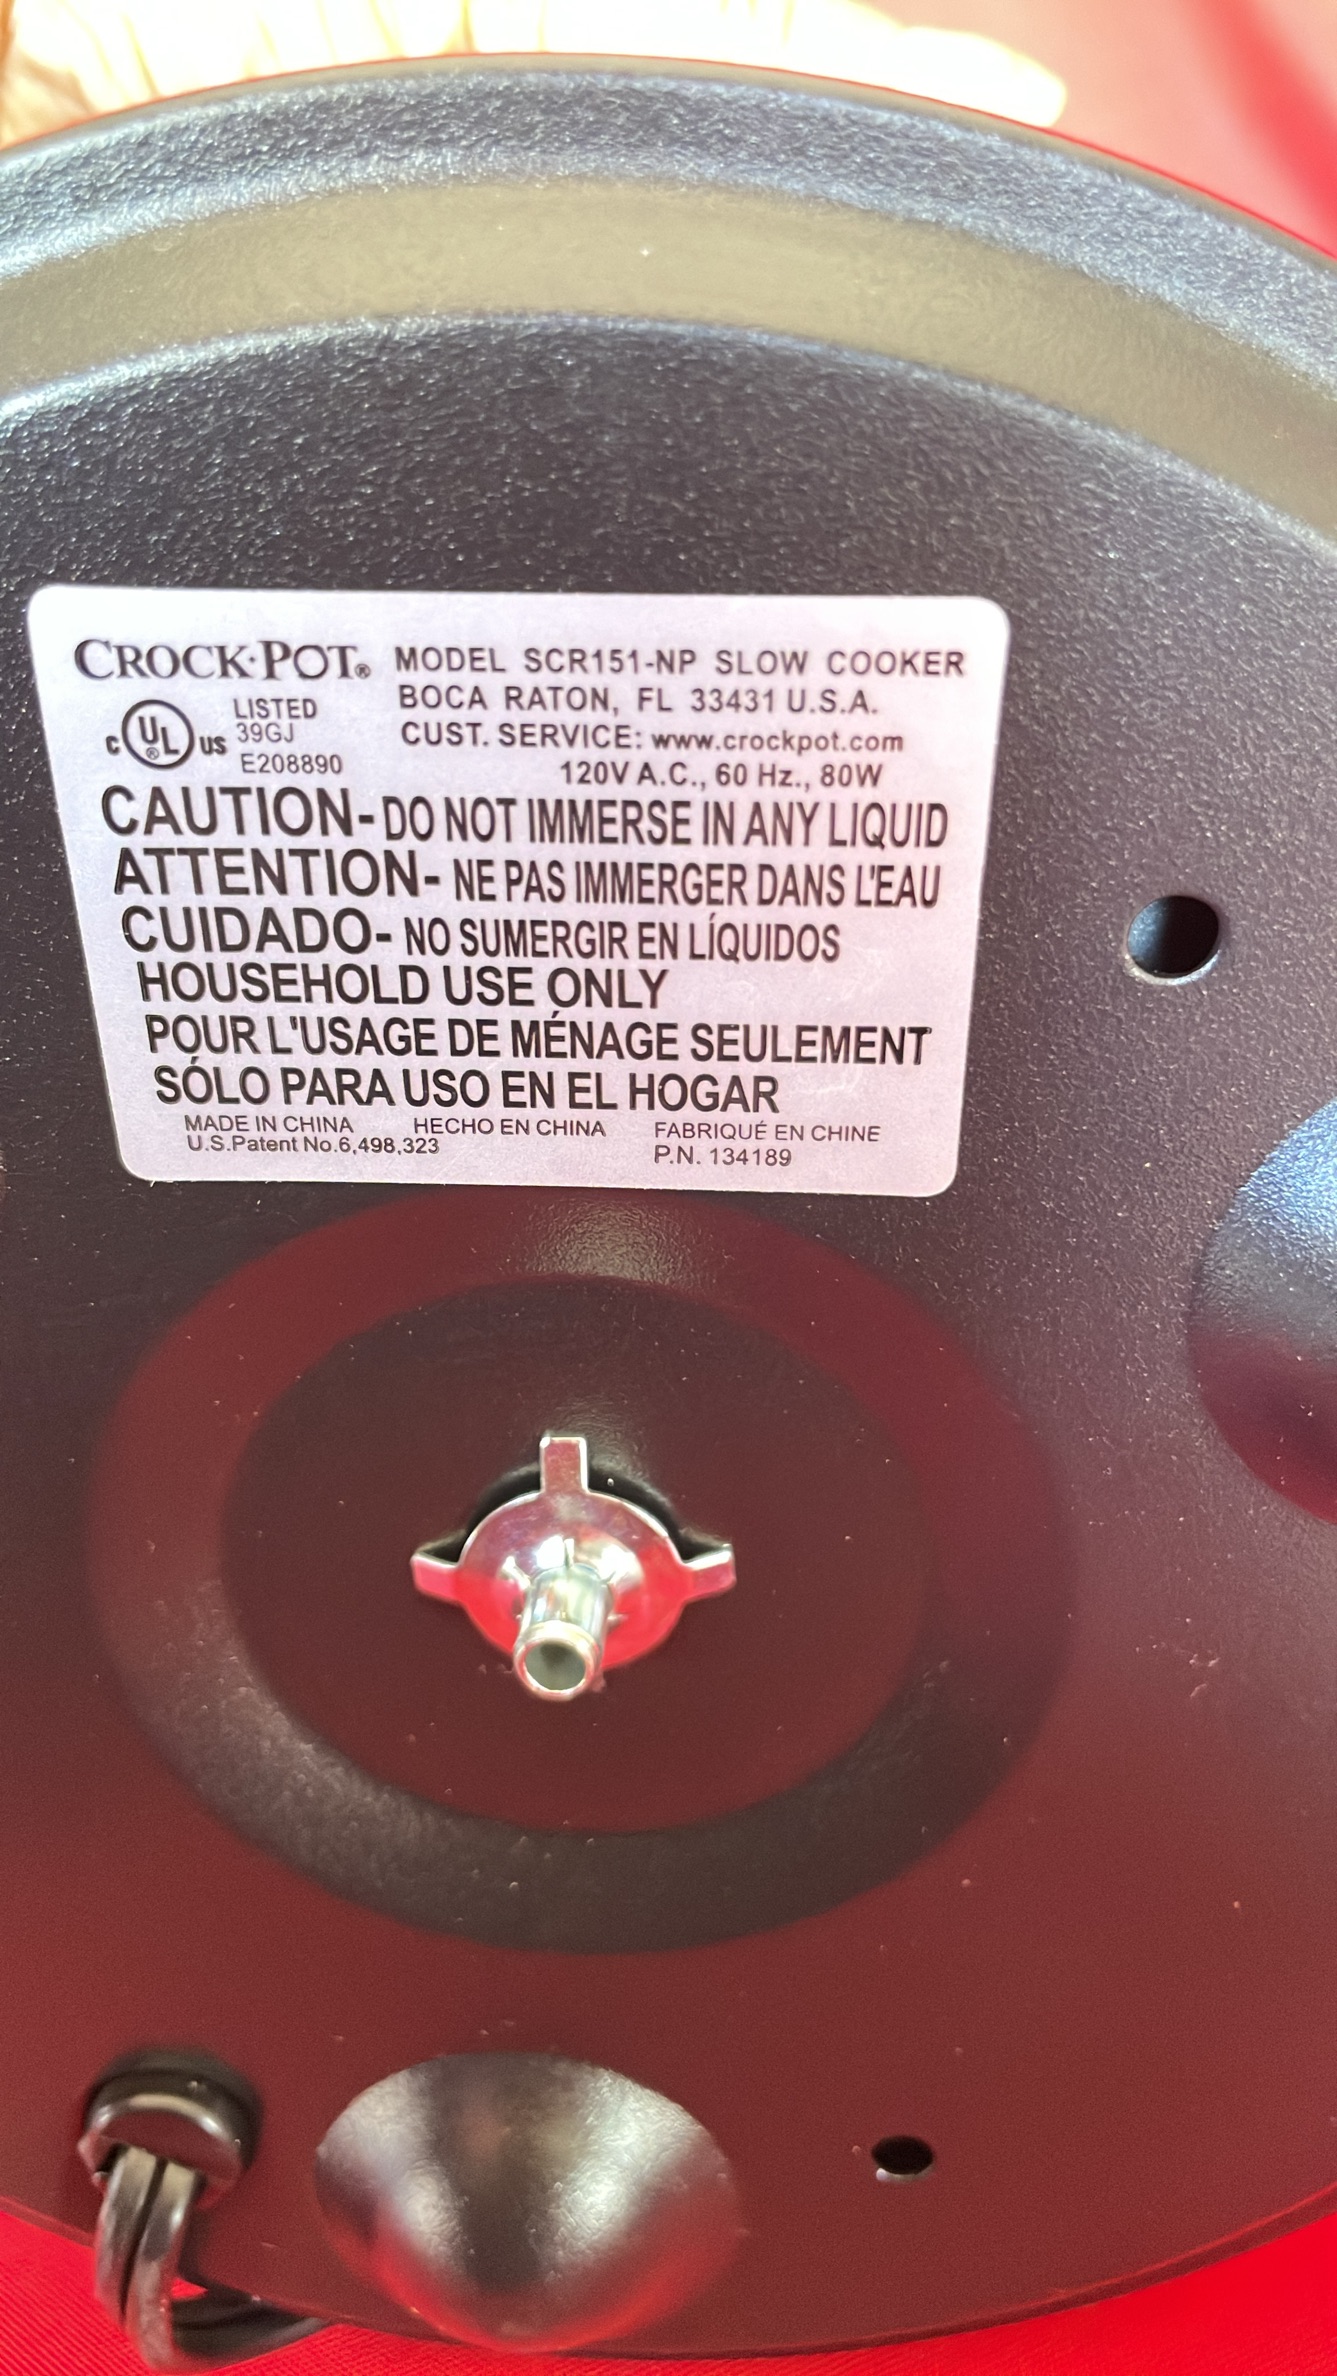 CROCK·POT® MODEL SCR151-NP SLOW COOKER
BOCA RATON, FL 33431 U.S.A.
CUST. SERVICE: www.crockpot.com
120V A.C., 60 Hz., 80W
C UL® US LISTED
39GJ
E208890
CAUTION- DO NOT IMMERSE IN ANY LIQUID
ATTENTION- NE PAS IMMERGER DANS L'EAU
CUIDADO- NO SUMERGIR EN LÍQUIDOS
HOUSEHOLD USE ONLY
POUR L'USAGE DE MÉNAGE SEULEMENT
SÓLO PARA USO EN EL HOGAR
MADE IN CHINA HECHO EN CHINA FABRIQUÉ EN CHINE
U.S.Patent No.6,498,323 P.N. 134189